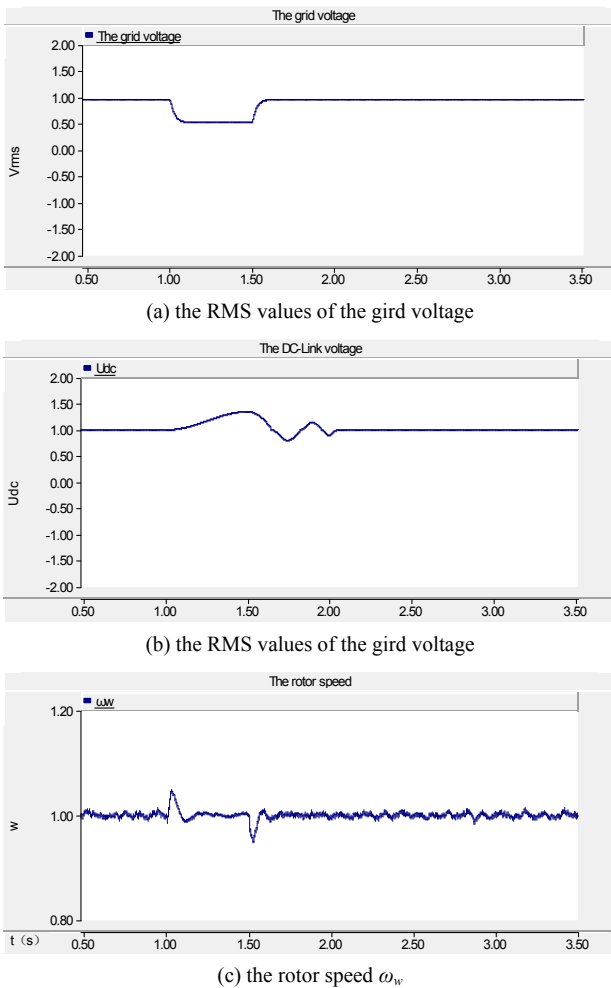 The grid voltage
The grid voltage
2.00
1.50
1.00
0.50
0.00
-0.50
-1.00
-1.50
-2.00
Vrms
0.50 1.00 1.50 2.00 2.50 3.00 3.50
(a) the RMS values of the gird voltage
The DC-Link voltage
Udc
2.00
1.50
1.00
0.50
0.00
-0.50
-1.00
-1.50
-2.00
Udc
0.50 1.00 1.50 2.00 2.50 3.00 3.50
(b) the RMS values of the gird voltage
The rotor speed
ωw
1.20
1.00
0.80
w
t（s） 0.50 1.00 1.50 2.00 2.50 3.00 3.50
(c) the rotor speed ωw